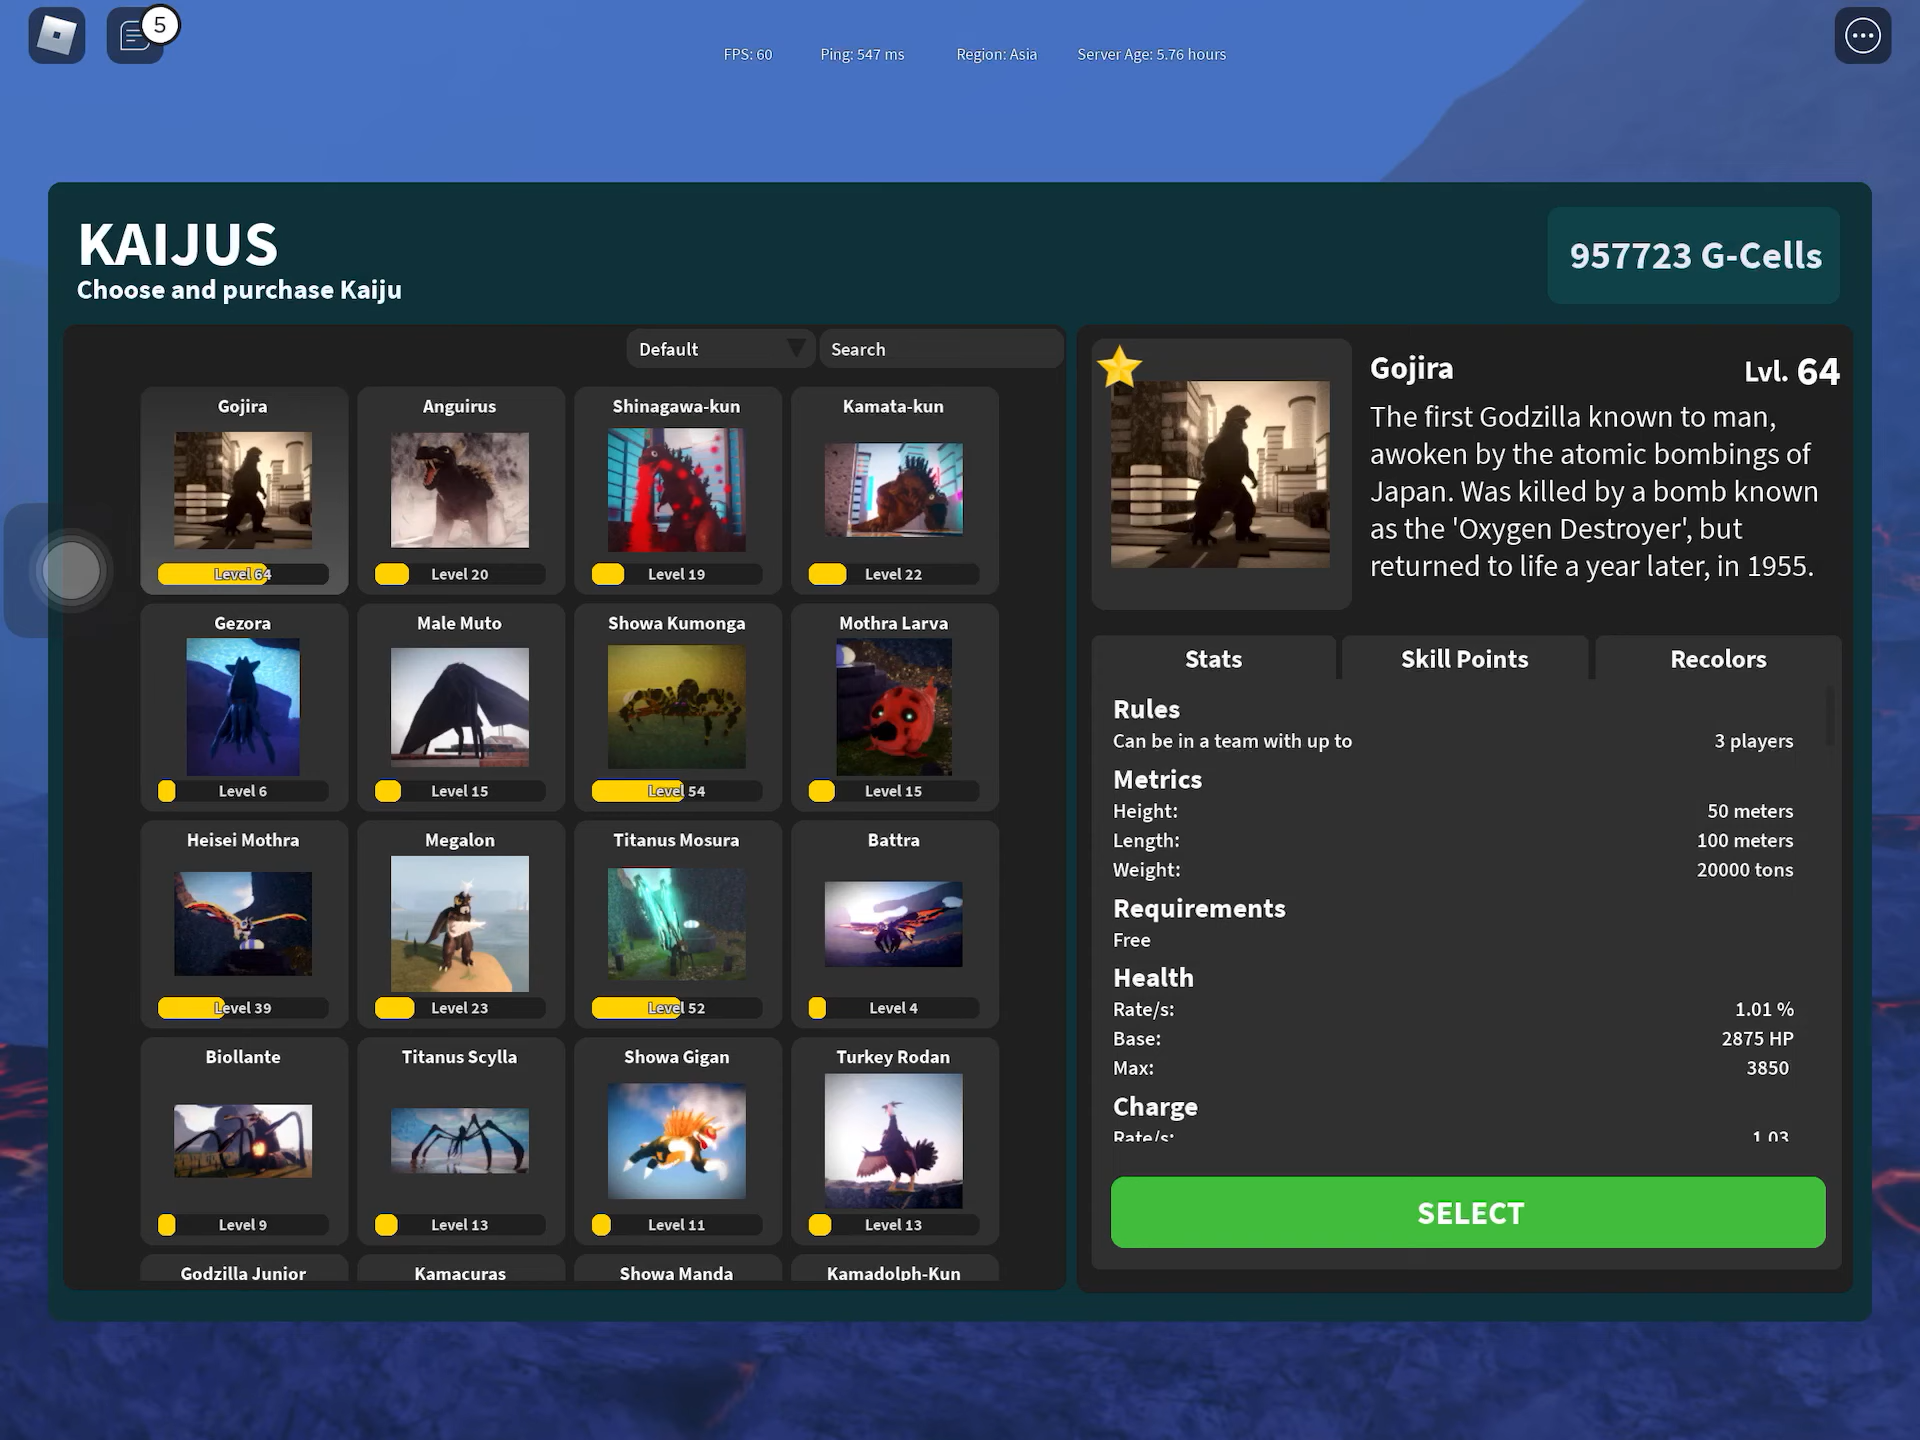 5
FPS: 60 Ping: 547 ms Region: Asia Server Age: 5.76 hours
KAIJUS
Choose and purchase Kaiju
957723 G-Cells
Default
Search
Gojira Anguirus Shinagawa-kun Kamata-kun
Level 64 Level 20 Level 19 Level 22
Gezora Male Muto Showa Kumonga Mothra Larva
Level 6 Level 15 Level 54 Level 15
Heisei Mothra Megalon Titanus Mosura Battra
Level 39 Level 23 Level 52 Level 4
Biollante Titanus Scylla Showa Gigan Turkey Rodan
Level 9 Level 13 Level 11 Level 13
Godzilla Junior Kamacuras Showa Manda Kamadolph-Kun
Gojira Lvl. 64
The first Godzilla known to man,
awoken by the atomic bombings of
Japan. Was killed by a bomb known
as the 'Oxygen Destroyer', but
returned to life a year later, in 1955.
Stats Skill Points Recolors
Rules
Can be in a team with up to 3 players
Metrics
Height: 50 meters
Length: 100 meters
Weight: 20000 tons
Requirements
Free
Health
Rate/s: 1.01 %
Base: 2875 HP
Max: 3850
Charge
Rate/s: 1.03
SELECT